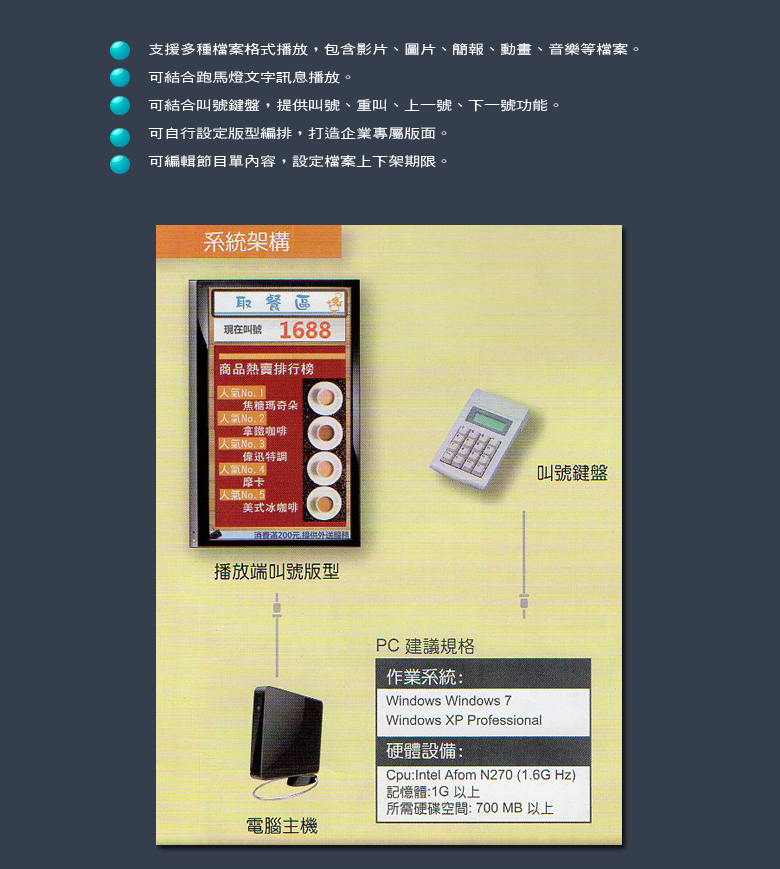 支援多種檔案格式播放，包含影片、圖片、簡報、動畫、音樂等檔案。
可結合跑馬燈文字訊息播放。
可結合叫號鍵盤，提供叫號、重叫、上一號、下一號功能。
可自行設定版型編排，打造企業專屬版面。
可編輯節目單內容，設定檔案上下架期限。
系統架構
取餐區
現在叫號 1688
商品熱賣排行榜
人氣No.1
焦糖瑪奇朵
人氣No.2
拿鐵咖啡
人氣No.3
偉迅特調
人氣No.4
摩卡
人氣No.5
美式冰咖啡
消費滿200元,提供外送服務
播放端叫號版型
叫號鍵盤
電腦主機
PC 建議規格
作業系統:
Windows Windows 7
Windows XP Professional
硬體設備:
Cpu:Intel Afom N270 (1.6G Hz)
記憶體:1G 以上
所需硬碟空間: 700 MB 以上